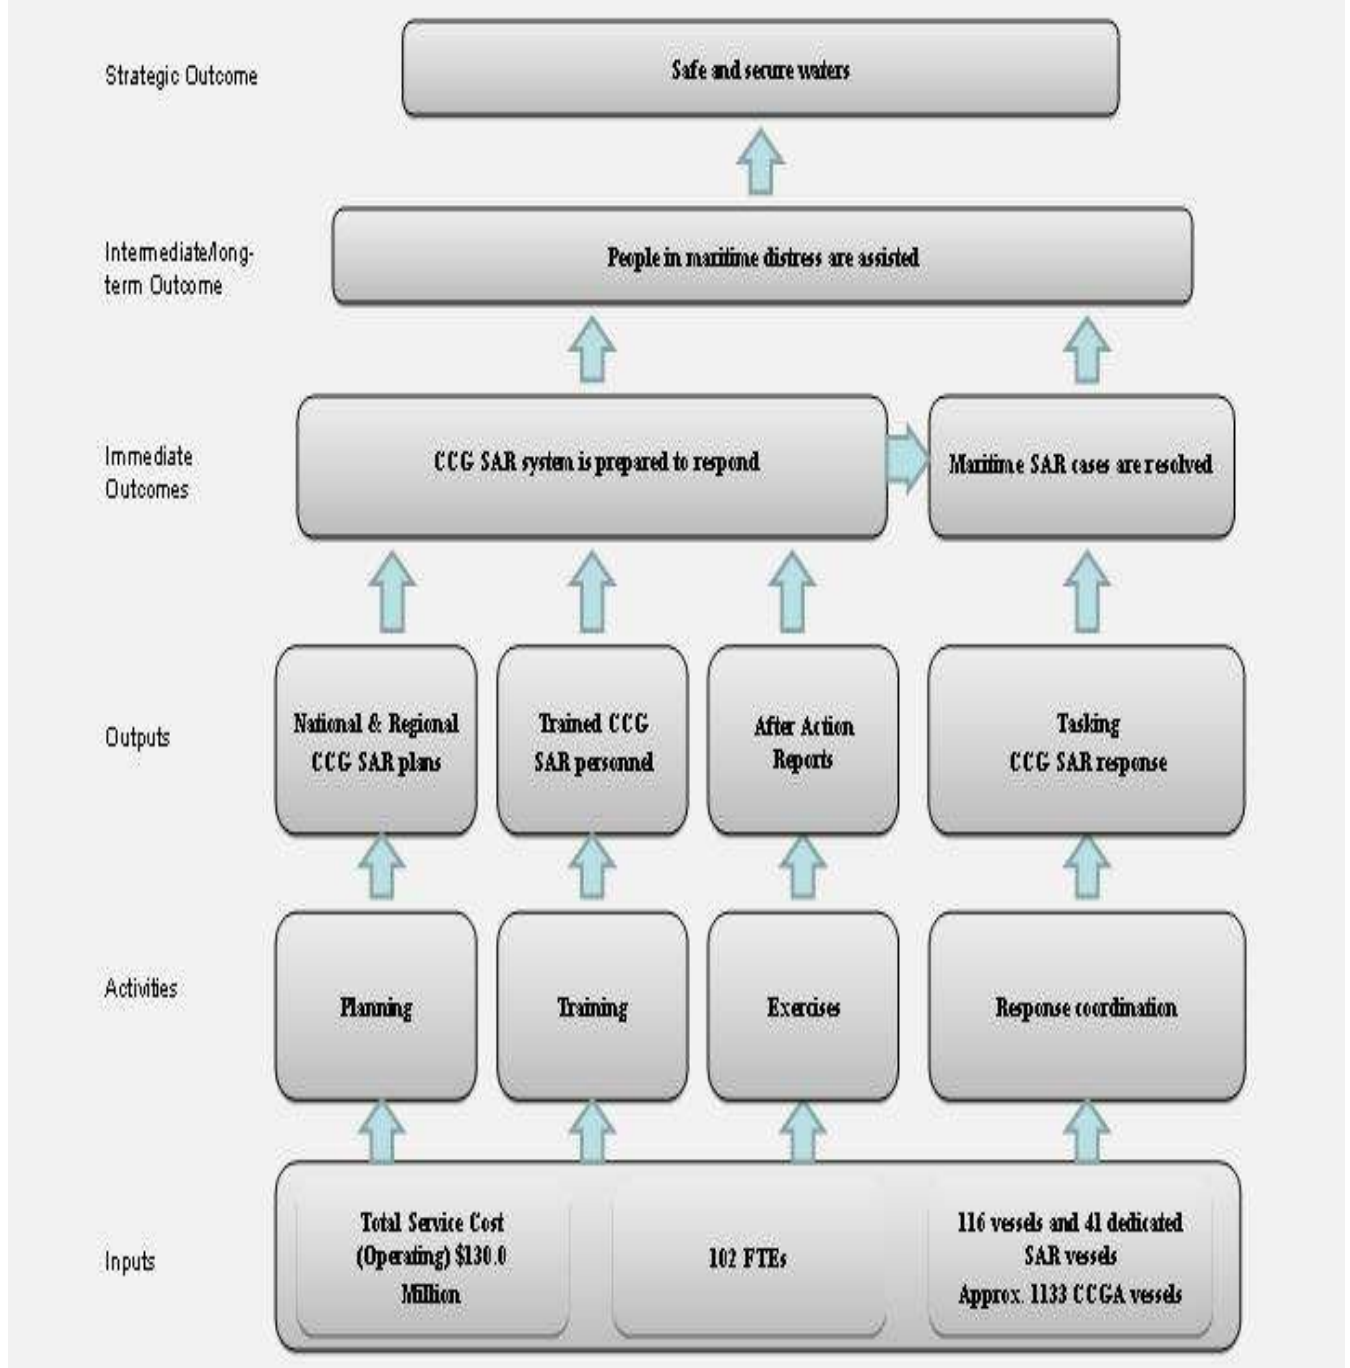 Strategic Outcome
Safe and secure waters
Intermediate/long-
term Outcome
People in maritime distress are assisted
Immediate
Outcomes
CCG SAR system is prepared to respond
Maritime SAR cases are resolved
Outputs
National & Regional
CCG SAR plans
Trained CCG
SAR personnel
After Action
Reports
Tasking
CCG SAR response
Activities
Planning
Training
Exercises
Response coordination
Inputs
Total Service Cost
(Operating) $130.0
Million
102 FTEs
116 vessels and 41 dedicated
SAR vessels
Approx. 1133 CCGA vessels